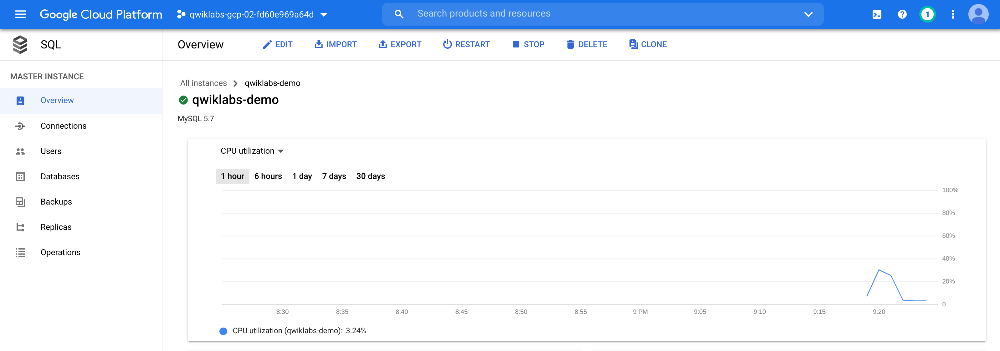 Google Cloud Platform
qwiklabs-gcp-02-fd60e969a64d
Search products and resources
1
SQL
Overview
EDIT
IMPORT
EXPORT
RESTART
STOP
DELETE
CLONE
MASTER INSTANCE
Overview
Connections
Users
Databases
Backups
Replicas
Operations
All instances
qwiklabs-demo
qwiklabs-demo
MySQL 5.7
CPU utilization
1 hour 6 hours 1 day 7 days 30 days
100%
80%
60%
40%
20%
0
8:30 8:35 8:40 8:45 8:50 8:55 9 PM 9:05 9:10 9:15 9:20
CPU utilization (qwiklabs-demo): 3.24%